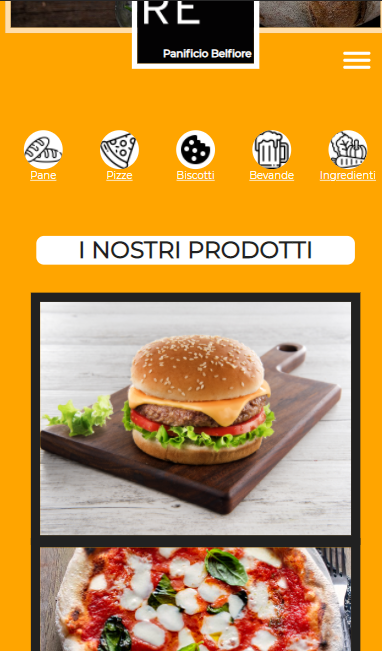 RE
Panificio Belfiore
Pane
Pizze
Biscotti
Bevande
Ingredienti
I NOSTRI PRODOTTI